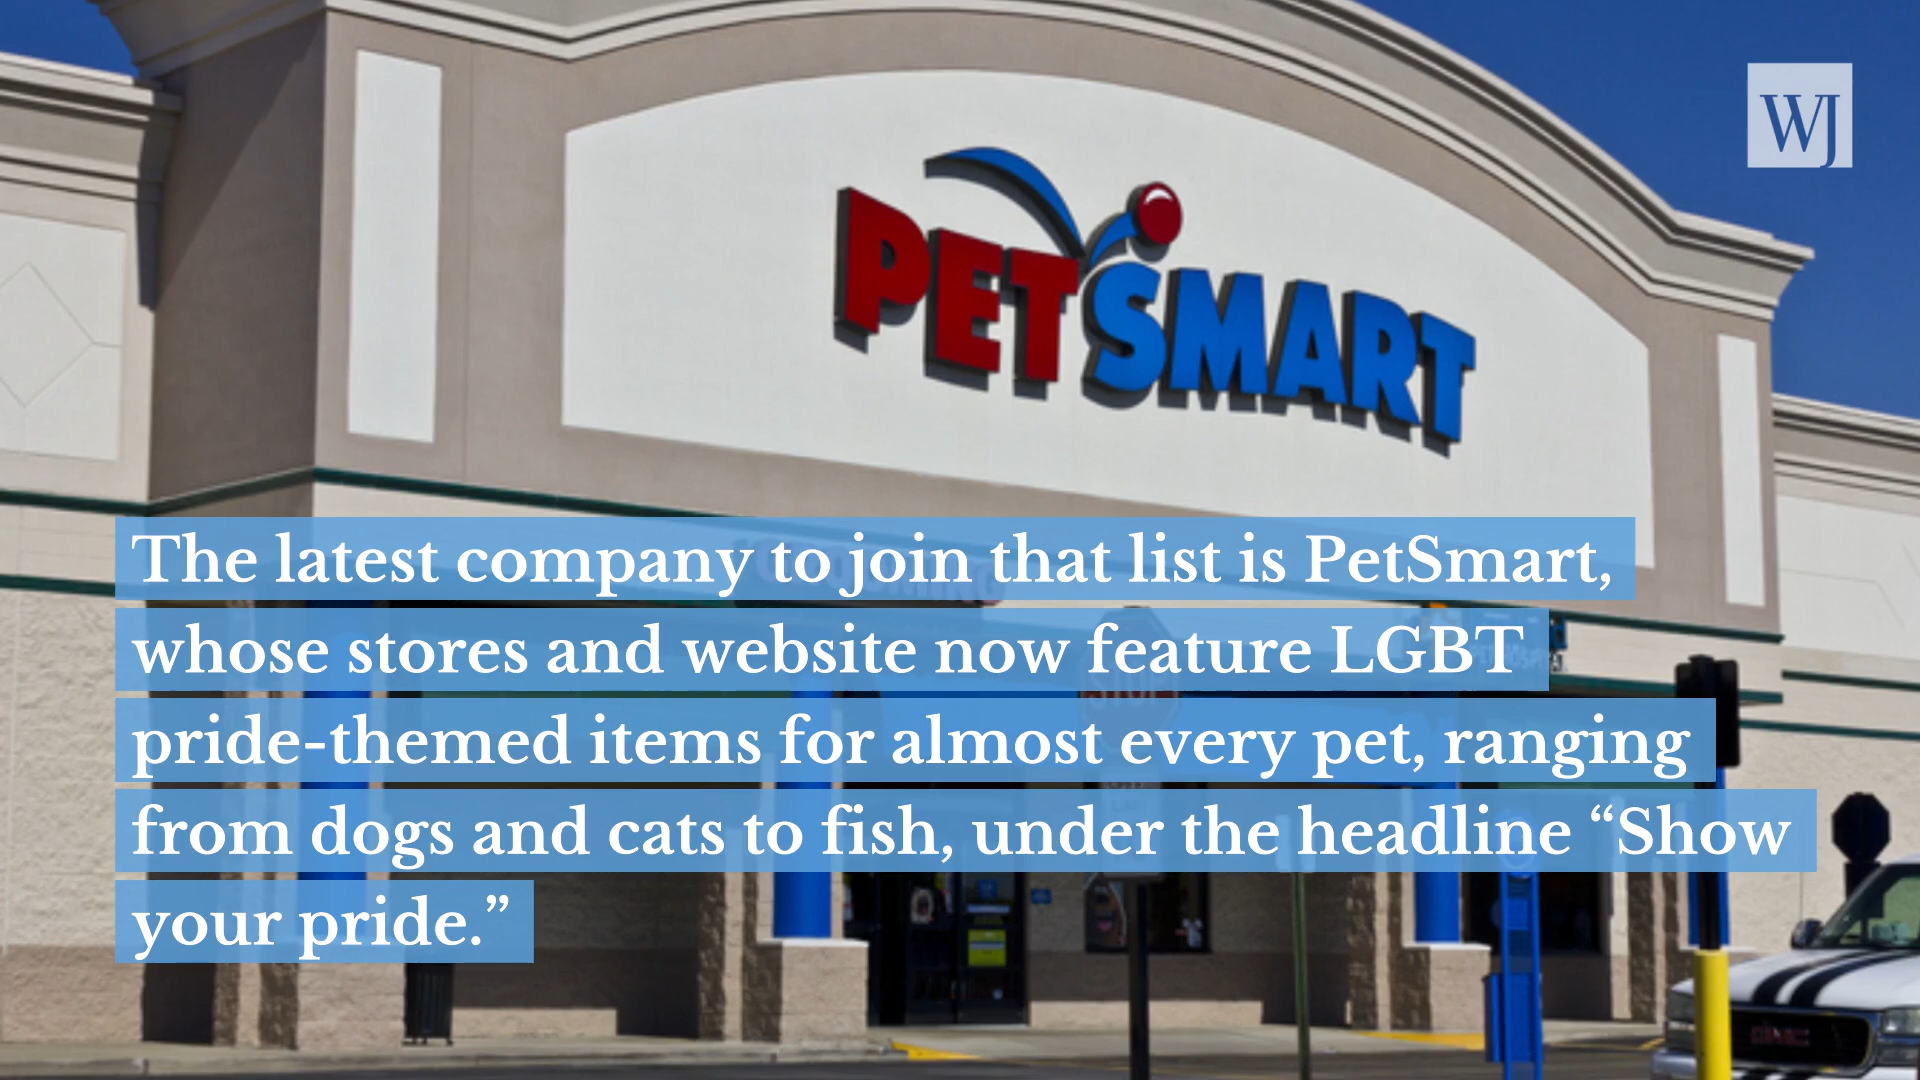 WJ
PETSMART
The latest company to join that list is PetSmart,
whose stores and website now feature LGBT
pride-themed items for almost every pet, ranging
from dogs and cats to fish, under the headline “Show
your pride.”
STOP
GMC